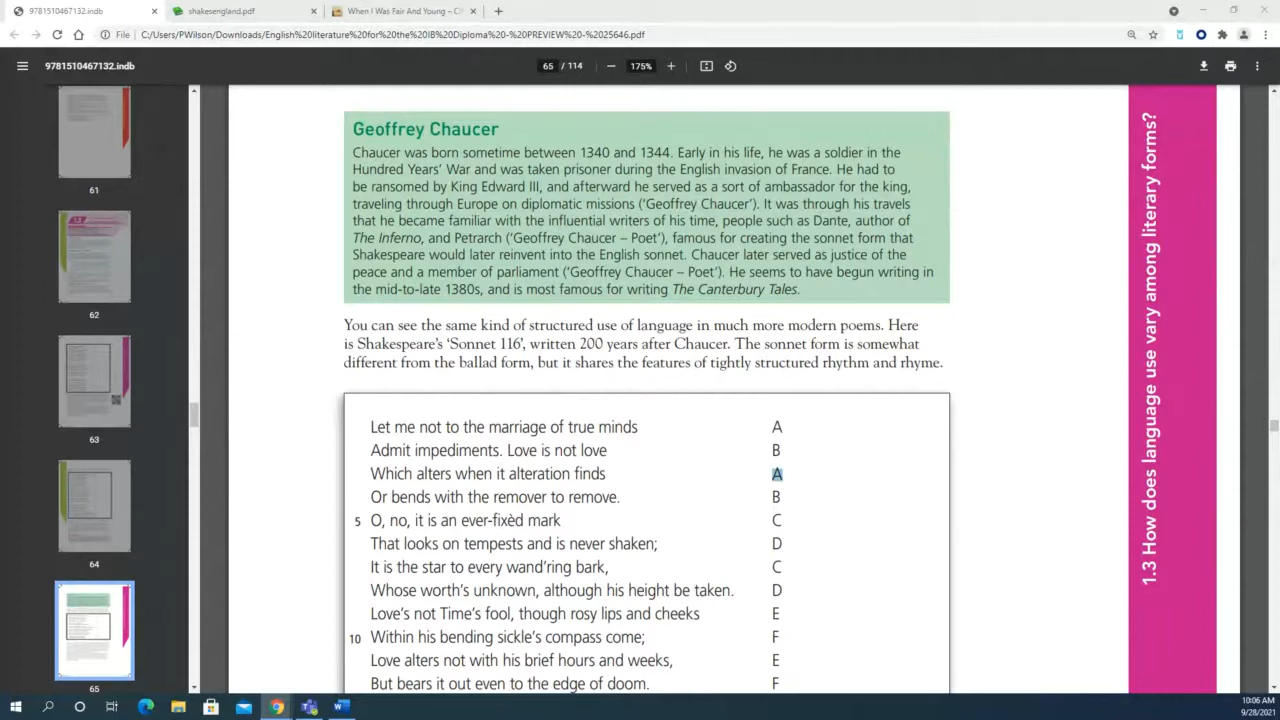 9781510467132.indb
shakesengland.pdf
When I Was Fair And Young – Cl
File
C:/Users/PWilson/Downloads/English%20literature%20for%20the%20IB%20Diploma%20-%20PREVIEW%20-%2025646.pdf
9781510467132.indb
65 / 114
175%
61
62
63
64
65
Geoffrey Chaucer
Chaucer was born sometime between 1340 and 1344. Early in his life, he was a soldier in the
Hundred Years’ War and was taken prisoner during the English invasion of France. He had to
be ransomed by King Edward III, and afterward he served as a sort of ambassador for the king,
traveling through Europe on diplomatic missions (‘Geoffrey Chaucer’). It was through his travels
that he became familiar with the influential writers of his time, people such as Dante, author of
The Inferno, and Petrarch (‘Geoffrey Chaucer – Poet’), famous for creating the sonnet form that
Shakespeare would later reinvent into the English sonnet. Chaucer later served as justice of the
peace and a member of parliament (‘Geoffrey Chaucer – Poet’). He seems to have begun writing in
the mid-to-late 1380s, and is most famous for writing The Canterbury Tales.
You can see the same kind of structured use of language in much more modern poems. Here
is Shakespeare’s ‘Sonnet 116’, written 200 years after Chaucer. The sonnet form is somewhat
different from the ballad form, but it shares the features of tightly structured rhythm and rhyme.
Let me not to the marriage of true minds A
Admit impediments. Love is not love B
Which alters when it alteration finds A
Or bends with the remover to remove. B
5 O, no, it is an ever-fixèd mark C
That looks on tempests and is never shaken; D
It is the star to every wand’ring bark, C
Whose worth’s unknown, although his height be taken. D
Love’s not Time’s fool, though rosy lips and cheeks E
10 Within his bending sickle’s compass come; F
Love alters not with his brief hours and weeks, E
But bears it out even to the edge of doom. F
1.3 How does language use vary among literary forms?
10:06 AM
9/28/2021